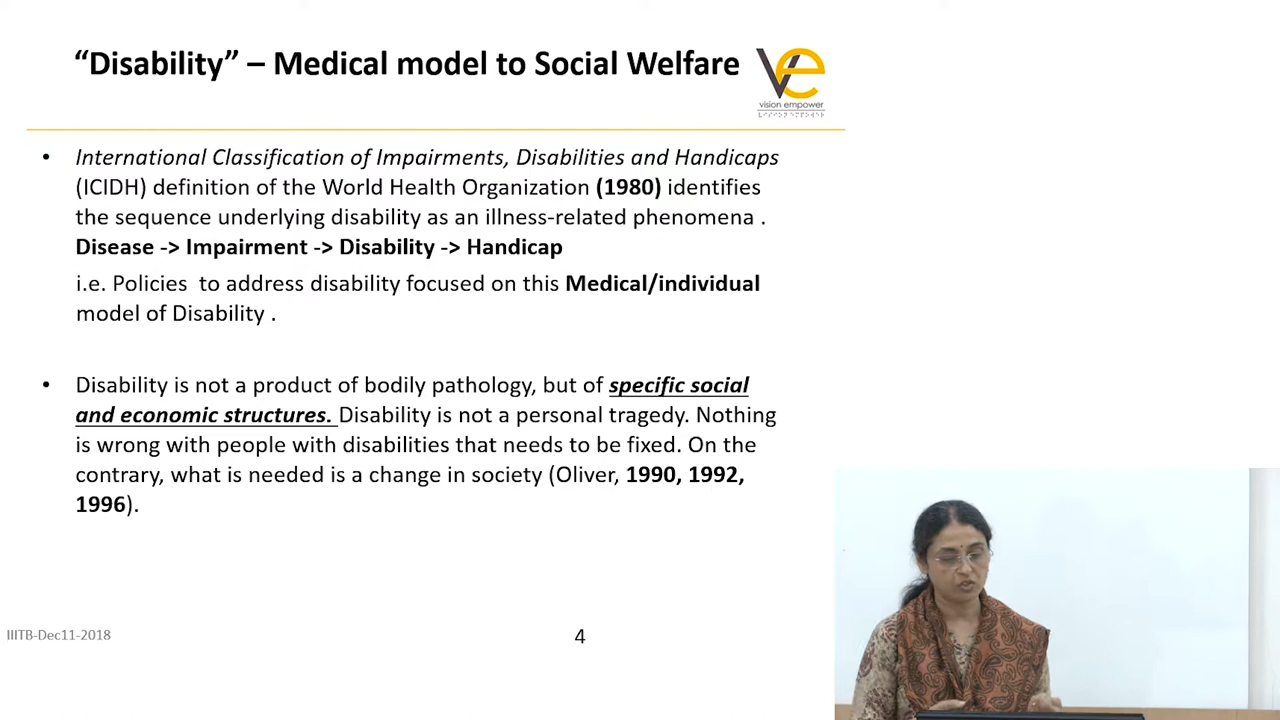 “Disability” – Medical model to Social Welfare
vision empower
• International Classification of Impairments, Disabilities and Handicaps
(ICIDH) definition of the World Health Organization (1980) identifies
the sequence underlying disability as an illness-related phenomena .
Disease -> Impairment -> Disability -> Handicap
i.e. Policies  to address disability focused on this Medical/individual
model of Disability .
• Disability is not a product of bodily pathology, but of specific social
and economic structures. Disability is not a personal tragedy. Nothing
is wrong with people with disabilities that needs to be fixed. On the
contrary, what is needed is a change in society (Oliver, 1990, 1992,
1996).
IIITB-Dec11-2018
4